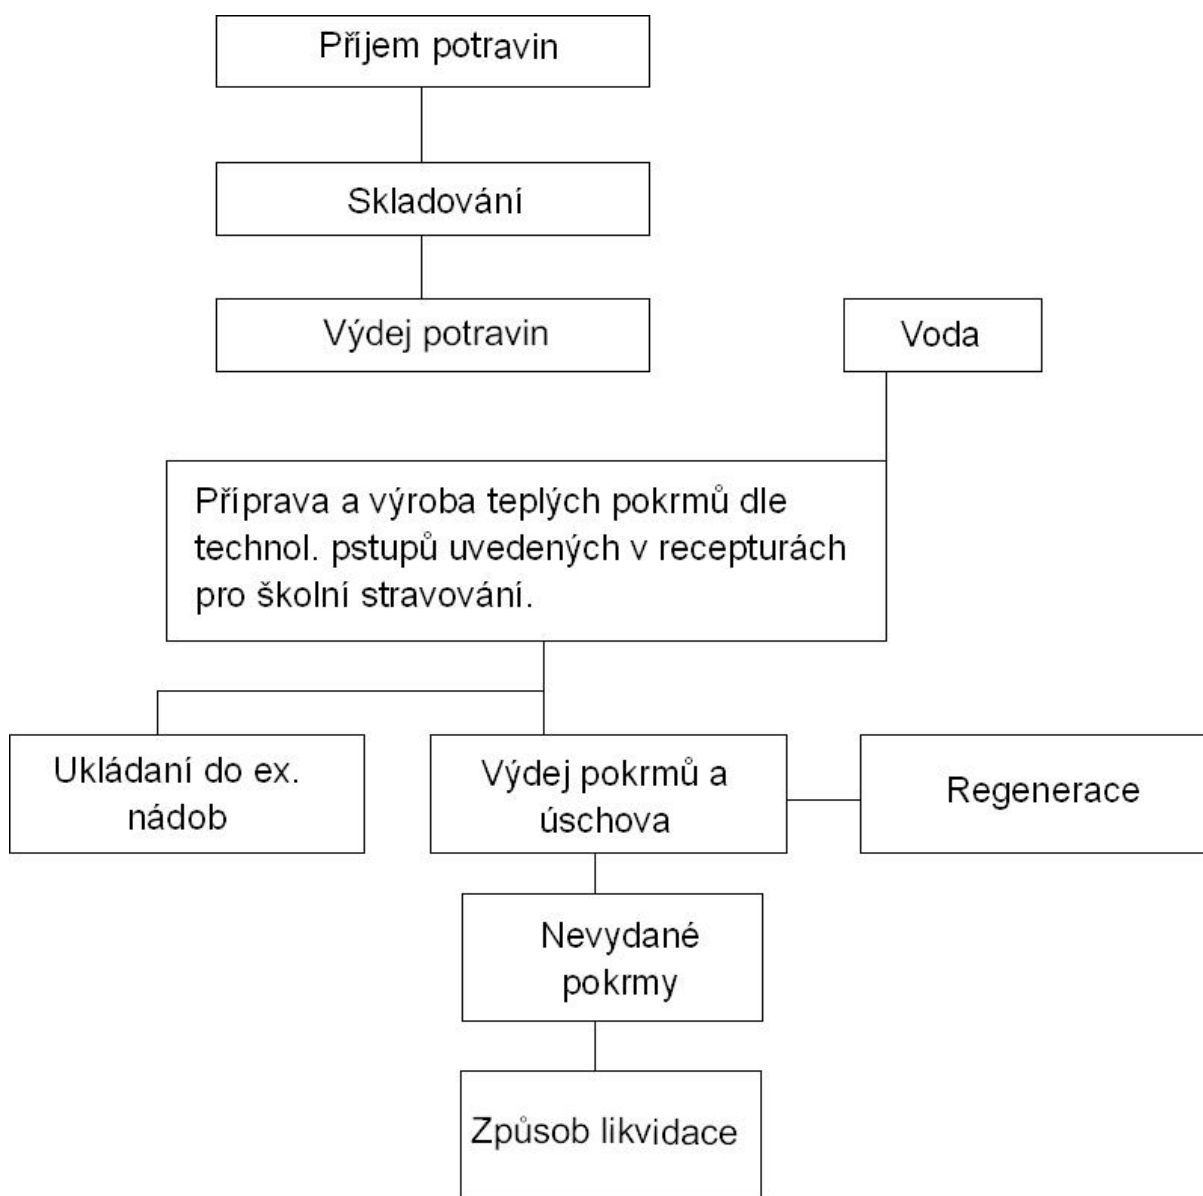 Příjem potravin
Skladování
Výdej potravin
Voda
Příprava a výroba teplých pokrmů dle
technol. pstupů uvedených v recepturách
pro školní stravování.
Ukládaní do ex.
nádob
Výdej pokrmů a
úschova
Regenerace
Nevydané
pokrmy
Způsob likvidace